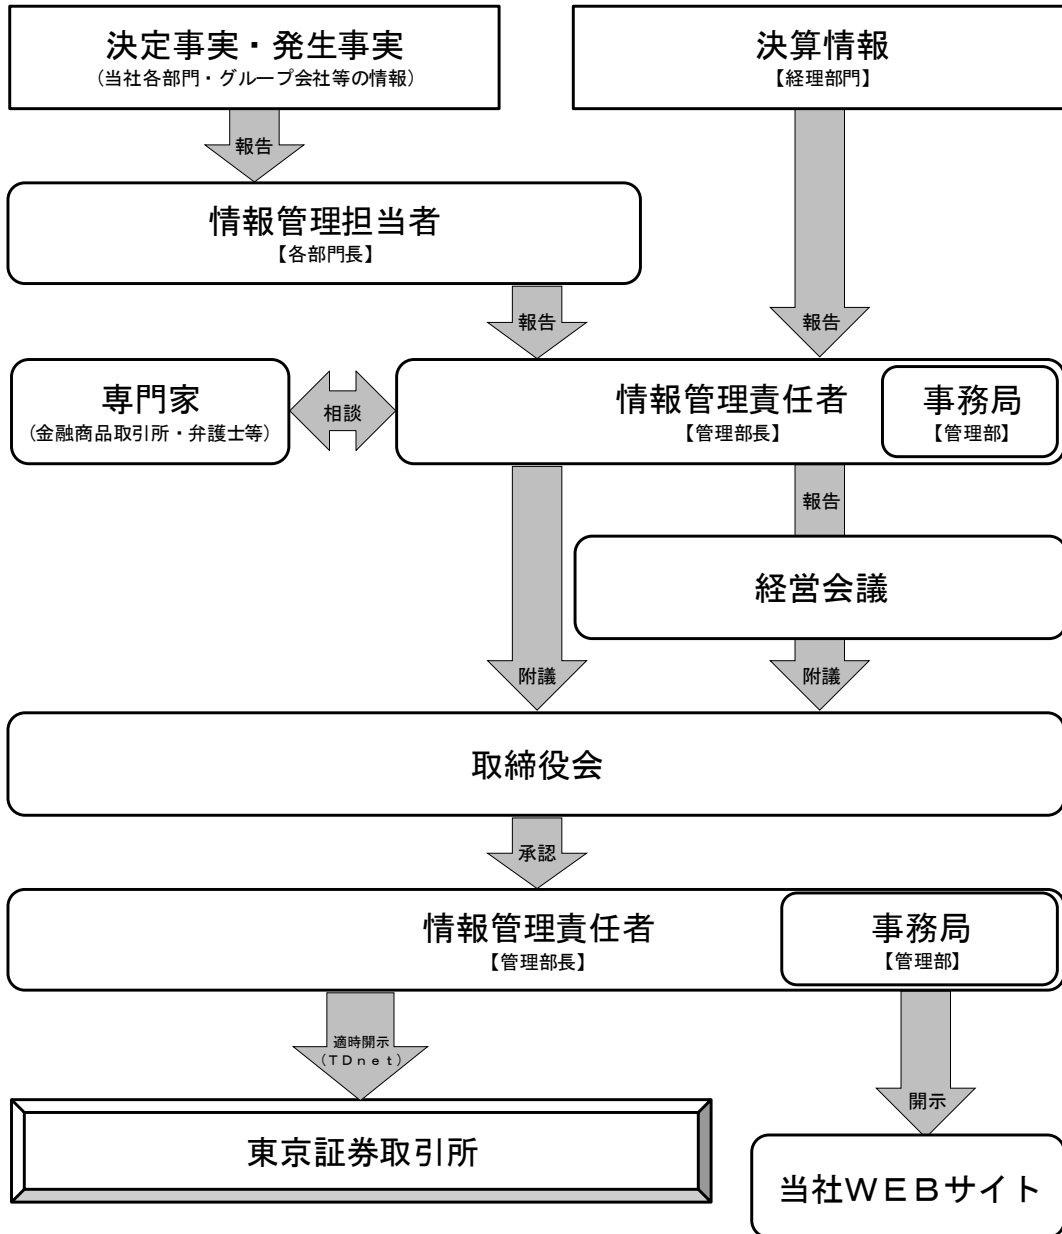 決定事実・発生事実
(当社各部門・グループ会社等の情報)
決算情報
【経理部門】
報告
情報管理担当者
【各部門長】
報告
報告
専門家
(金融商品取引所・弁護士等)
相談
情報管理責任者
【管理部長】
事務局
【管理部】
報告
経営会議
附議
附議
取締役会
承認
情報管理責任者
【管理部長】
事務局
【管理部】
適時開示
(TDnet)
開示
東京証券取引所
当社WEBサイト